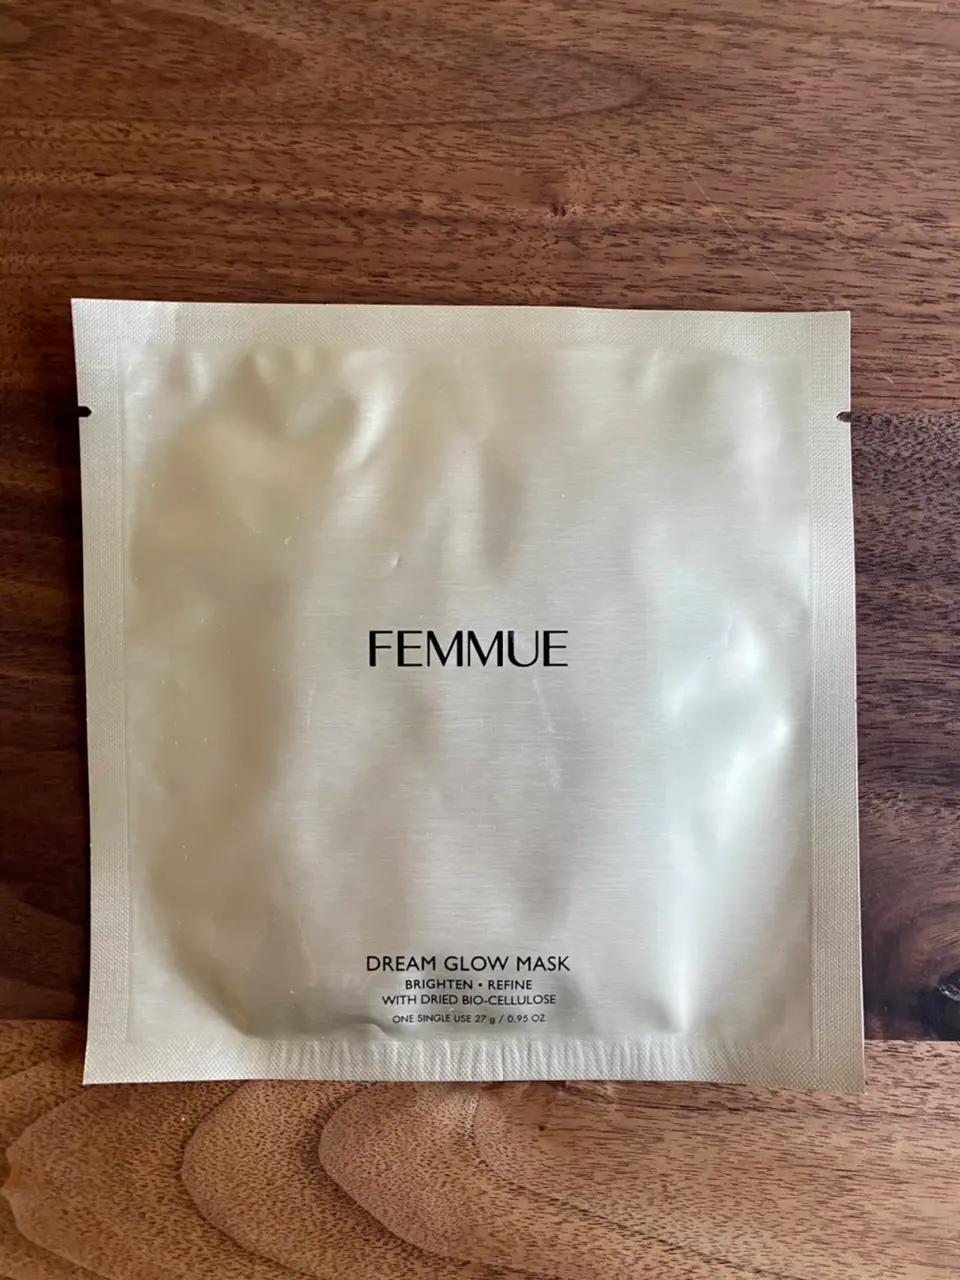 FEMMUE
DREAM GLOW MASK
BRIGHTEN • REFINE
WITH DRIED BIO-CELLULOSE
ONE SINGLE USE 27 g / 0.95 OZ